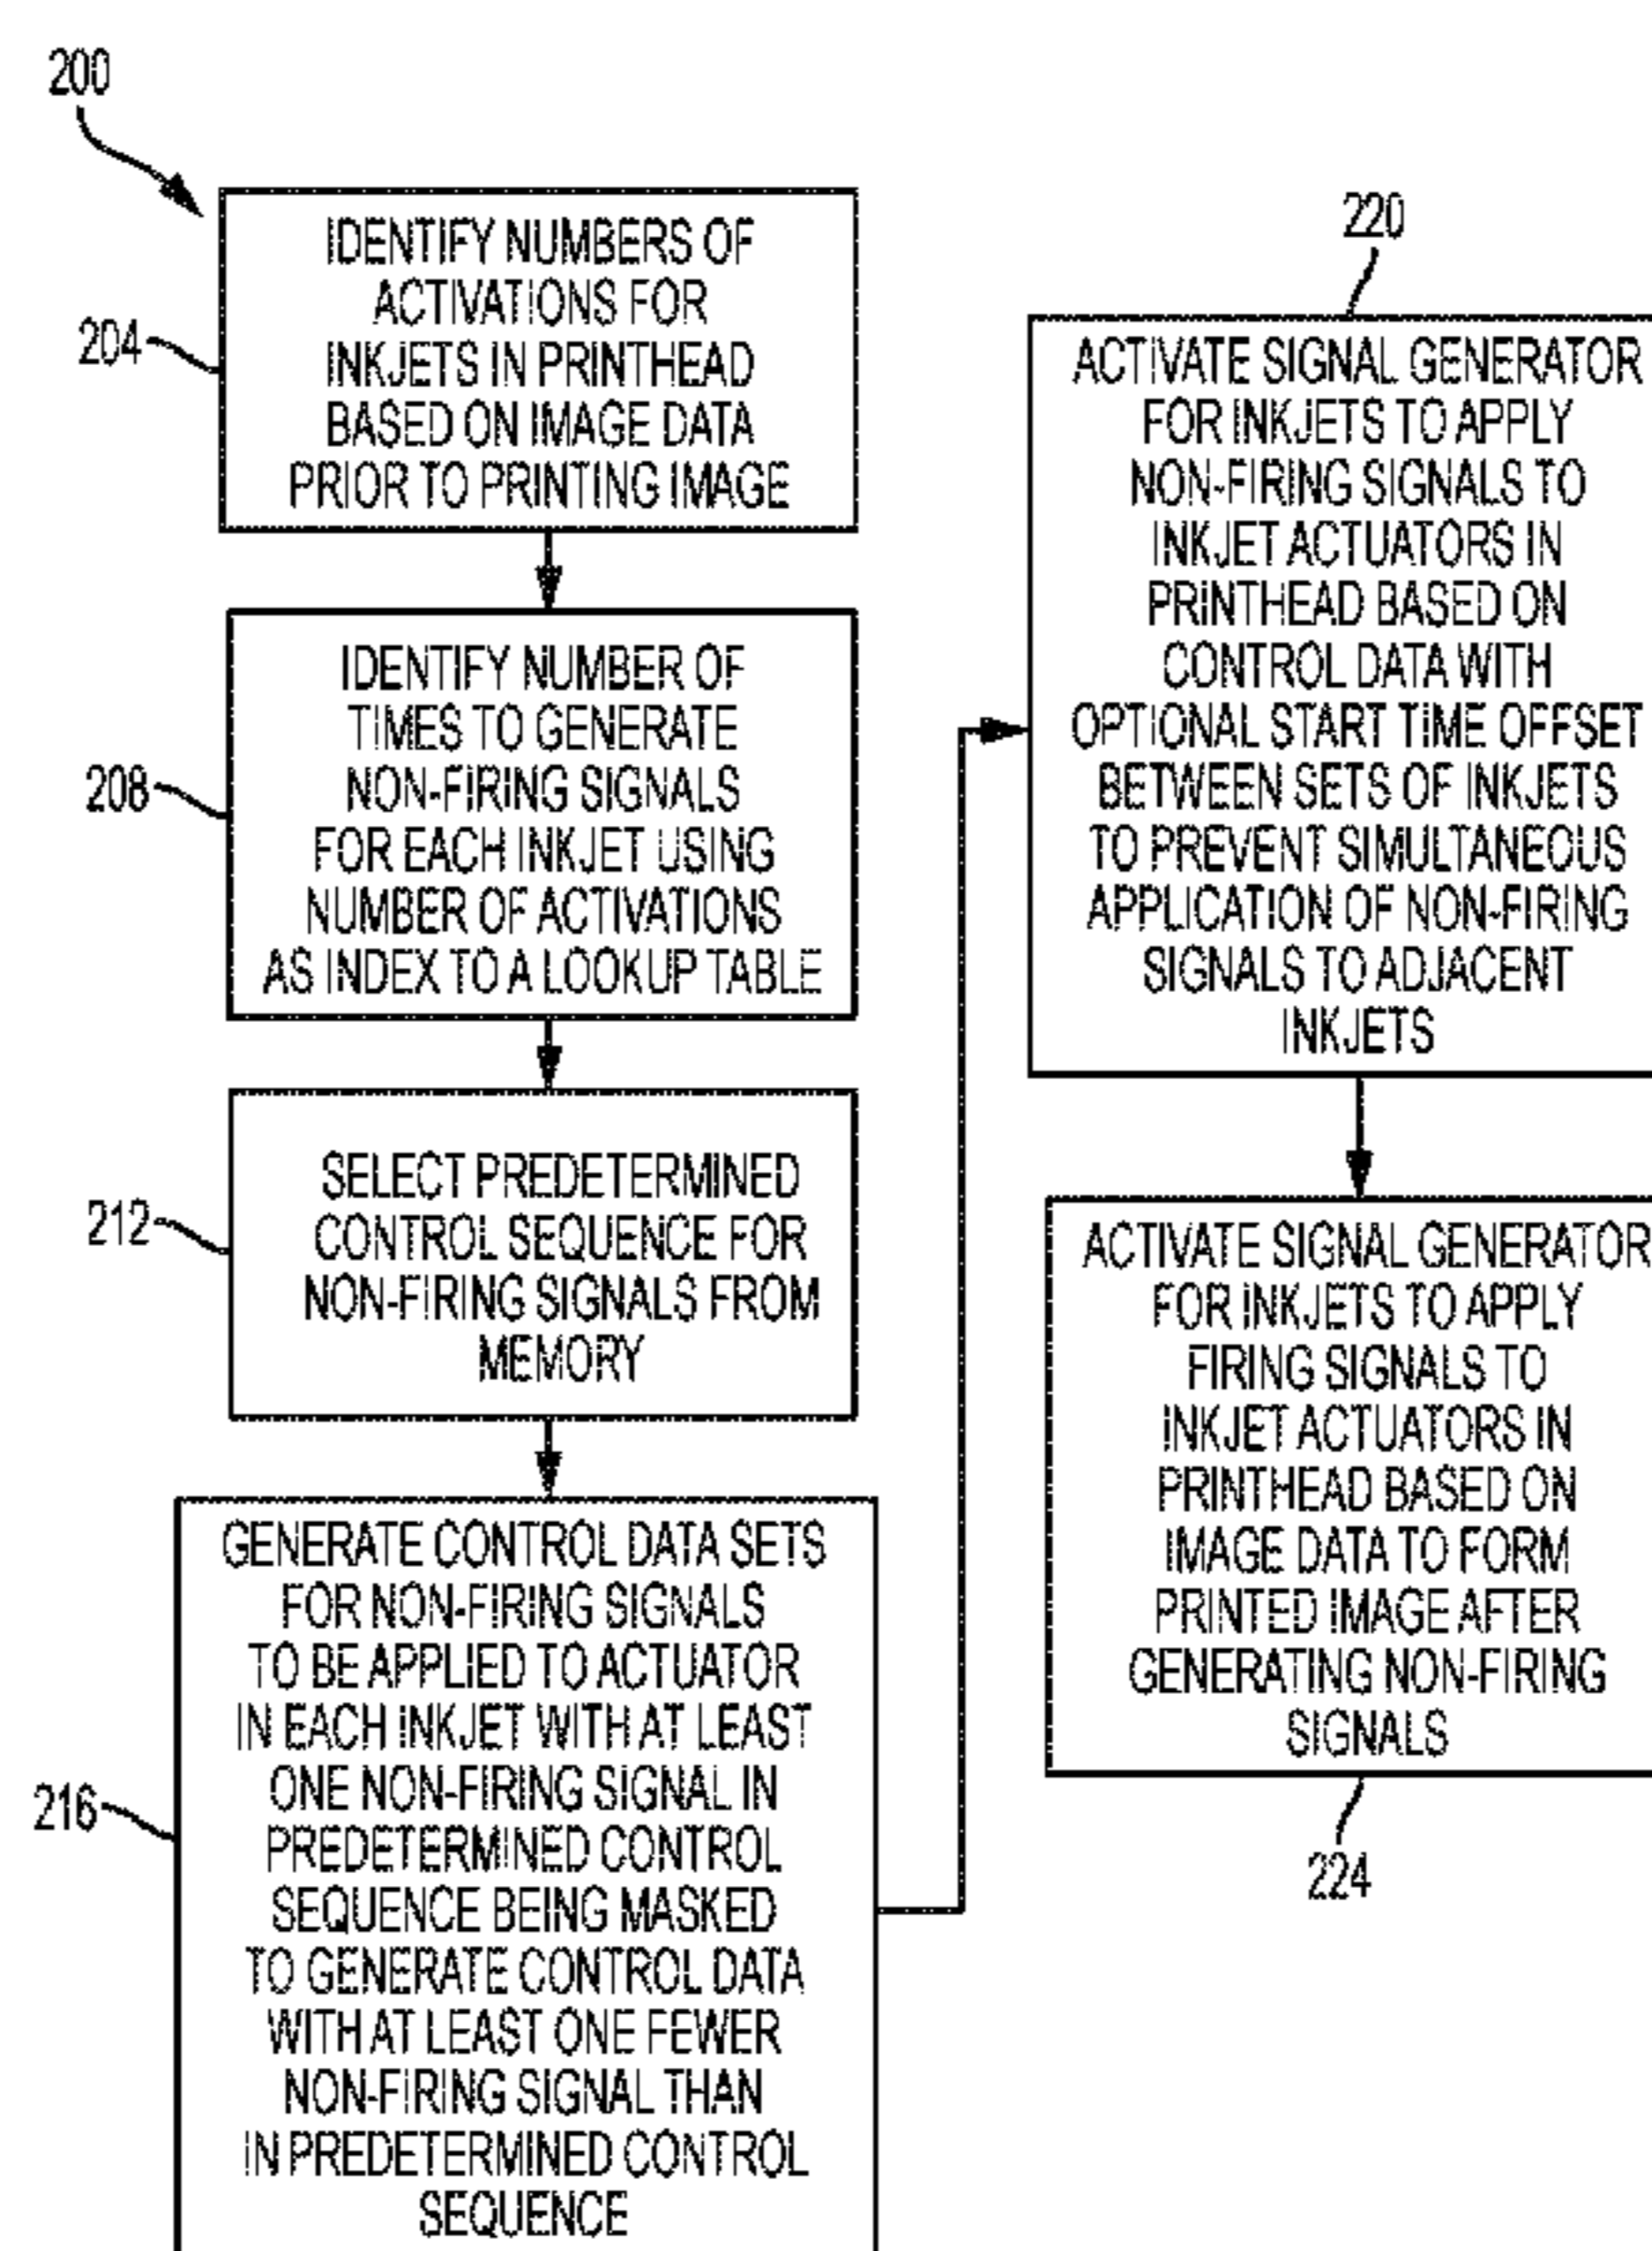 200
204
IDENTIFY NUMBERS OF
ACTIVATIONS FOR
INKJETS IN PRINTHEAD
BASED ON IMAGE DATA
PRIOR TO PRINTING IMAGE
208
IDENTIFY NUMBER OF
TIMES TO GENERATE
NON-FIRING SIGNALS
FOR EACH INKJET USING
NUMBER OF ACTIVATIONS
AS INDEX TO A LOOKUP TABLE
212
SELECT PREDETERMINED
CONTROL SEQUENCE FOR
NON-FIRING SIGNALS FROM
MEMORY
216
GENERATE CONTROL DATA SETS
FOR NON-FIRING SIGNALS
TO BE APPLIED TO ACTUATOR
IN EACH INKJET WITH AT LEAST
ONE NON-FIRING SIGNAL IN
PREDETERMINED CONTROL
SEQUENCE BEING MASKED
TO GENERATE CONTROL DATA
WITH AT LEAST ONE FEWER
NON-FIRING SIGNAL THAN
IN PREDETERMINED CONTROL
SEQUENCE
220
ACTIVATE SIGNAL GENERATOR
FOR INKJETS TO APPLY
NON-FIRING SIGNALS TO
INKJET ACTUATORS IN
PRINTHEAD BASED ON
CONTROL DATA WITH
OPTIONAL START TIME OFFSET
BETWEEN SETS OF INKJETS
TO PREVENT SIMULTANEOUS
APPLICATION OF NON-FIRING
SIGNALS TO ADJACENT
INKJETS
ACTIVATE SIGNAL GENERATOR
FOR INKJETS TO APPLY
FIRING SIGNALS TO
INKJET ACTUATORS IN
PRINTHEAD BASED ON
IMAGE DATA TO FORM
PRINTED IMAGE AFTER
GENERATING NON-FIRING
SIGNALS
224